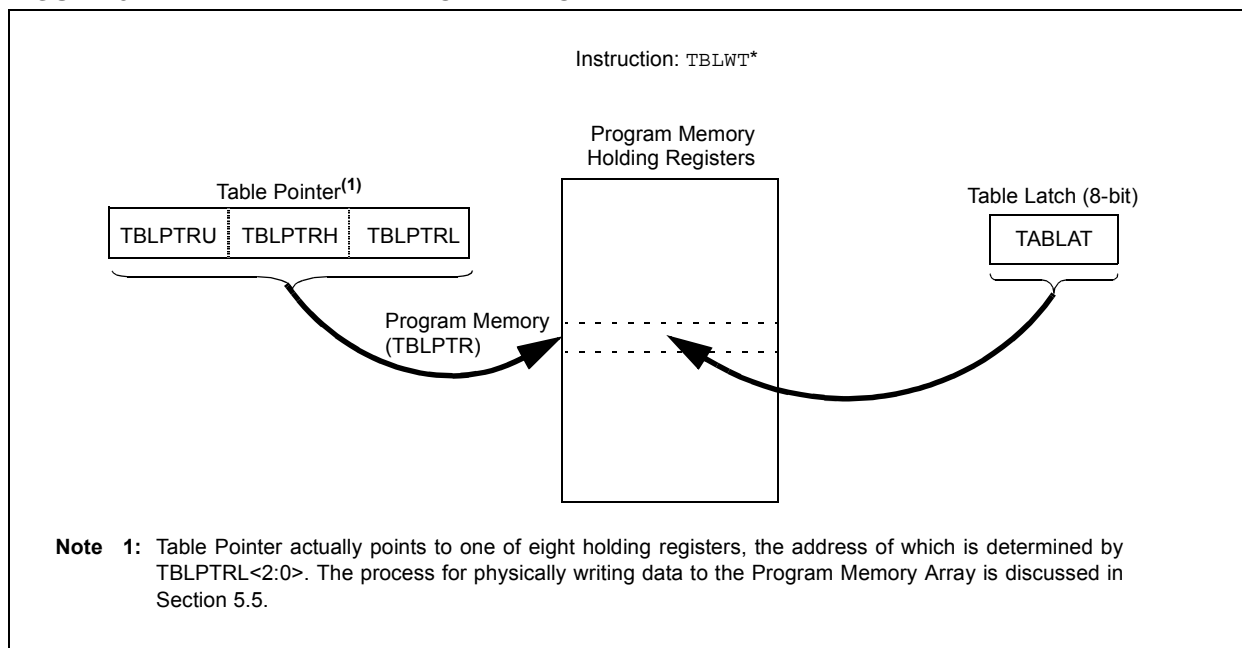 Instruction: TBLWT*
Program Memory
Holding Registers
Table Pointer(1)
Table Latch (8-bit)
TBLPTRU TBLPTRH TBLPTRL
TABLAT
Program Memory
(TBLPTR)
Note 1: Table Pointer actually points to one of eight holding registers, the address of which is determined by
TBLPTRL<2:0>. The process for physically writing data to the Program Memory Array is discussed in
Section 5.5.